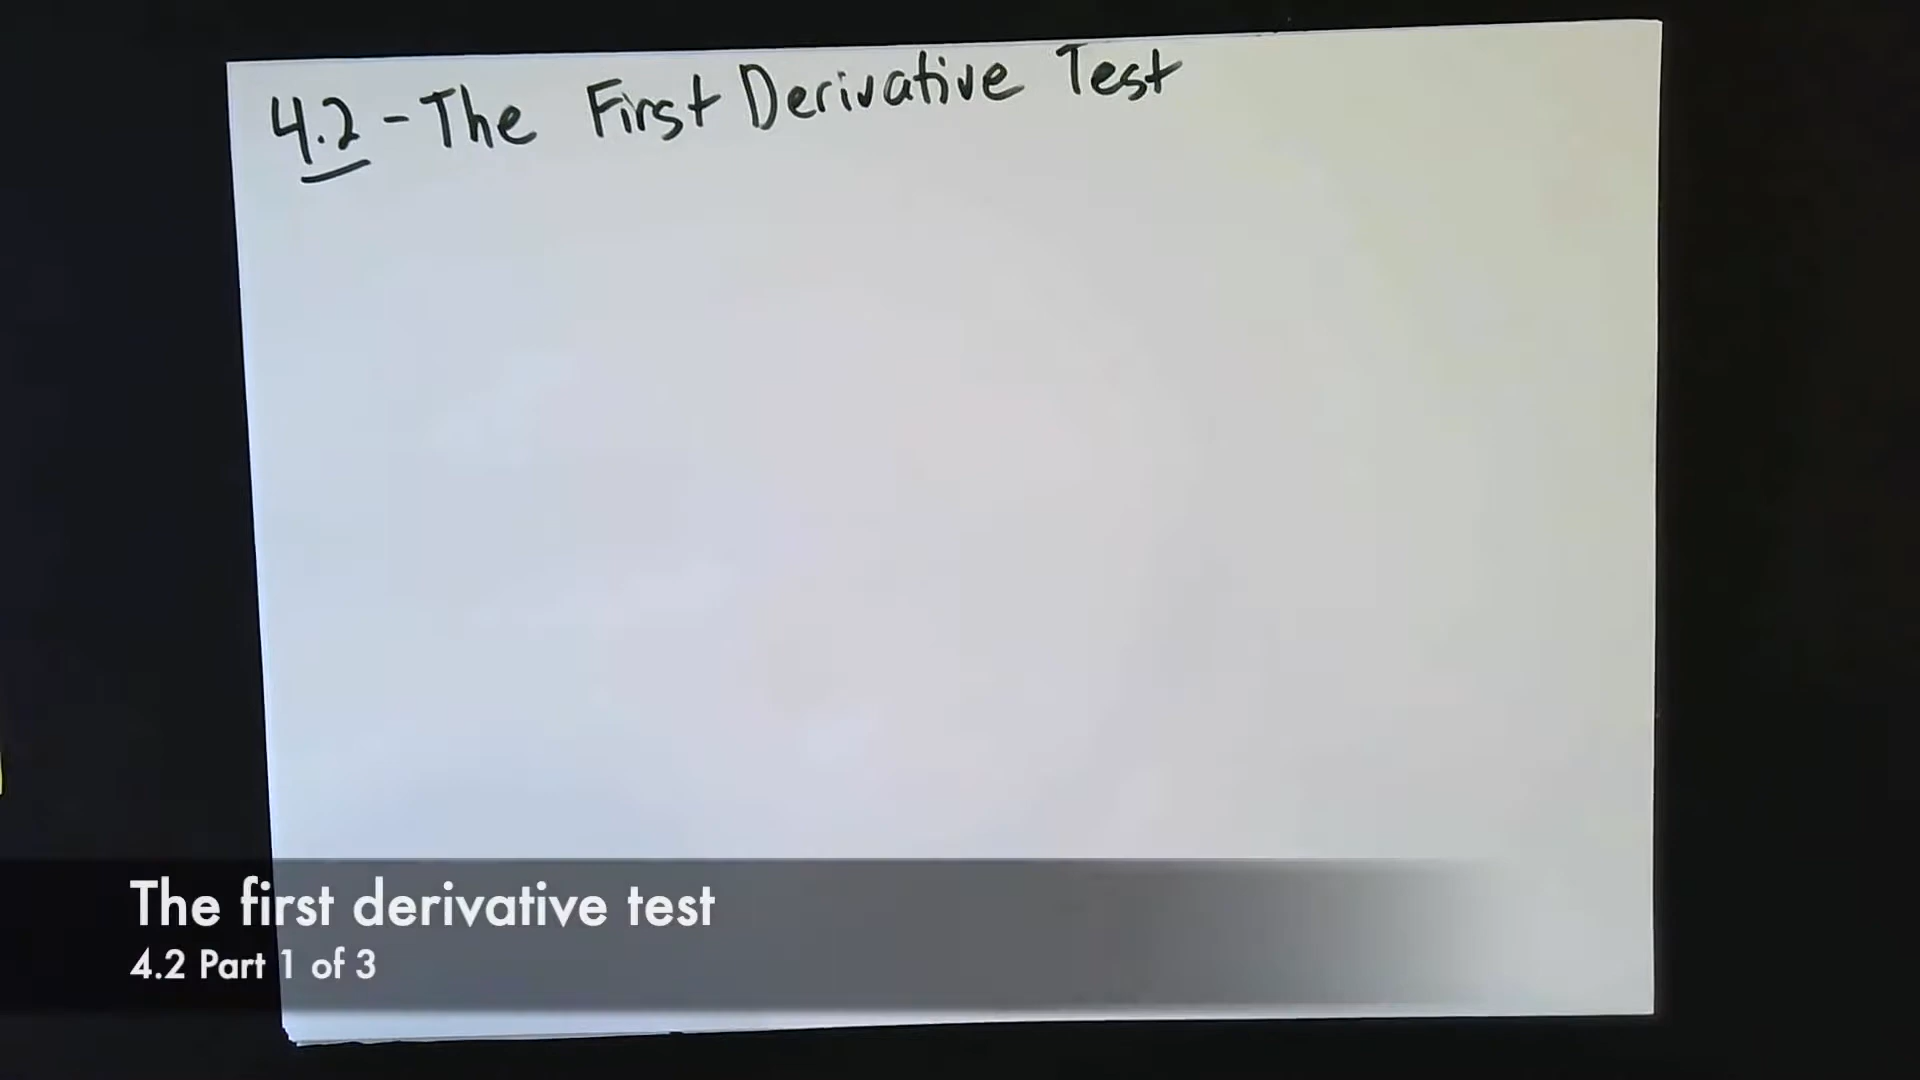 4.2 - The First Derivative Test
The first derivative test
4.2 Part 1 of 3